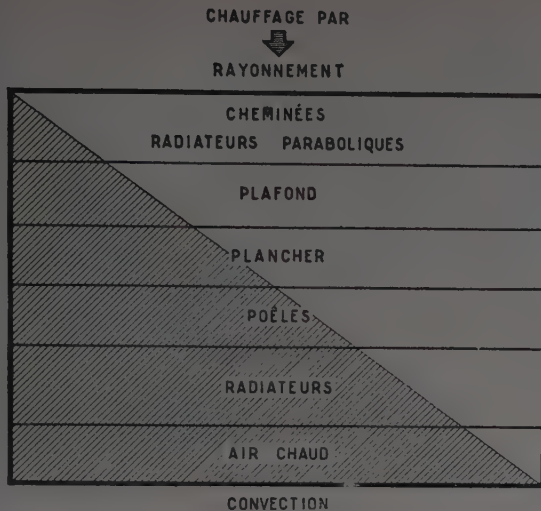 CHAUFFAGE PAR
RAYONNEMENT
CHEMINÉES
RADIATEURS PARABOLIQUES
PLAFOND
PLANCHER
POÊLES
RADIATEURS
AIR CHAUD
CONVECTION